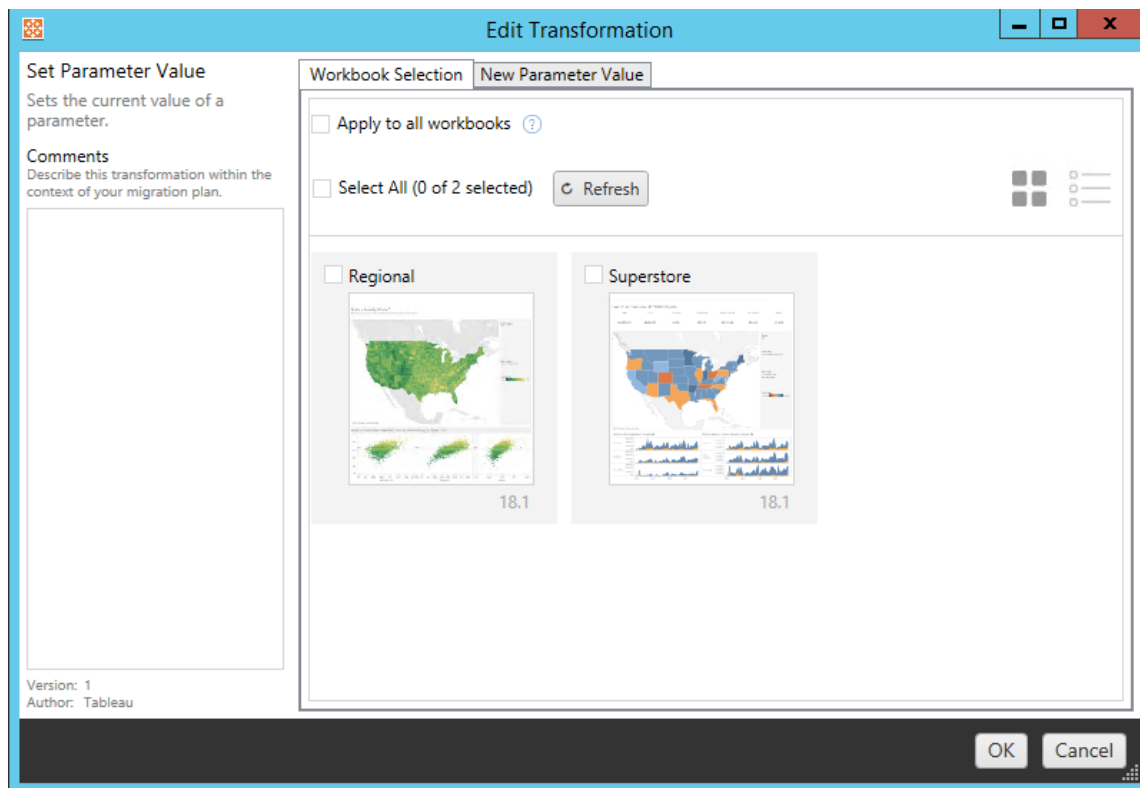 Edit Transformation
Set Parameter Value
Sets the current value of a
parameter.
Comments
Describe this transformation within the
context of your migration plan.
Version: 1
Author: Tableau
Workbook Selection
New Parameter Value
Apply to all workbooks ?
Select All (0 of 2 selected)
Refresh
Regional
18.1
Superstore
18.1
OK
Cancel